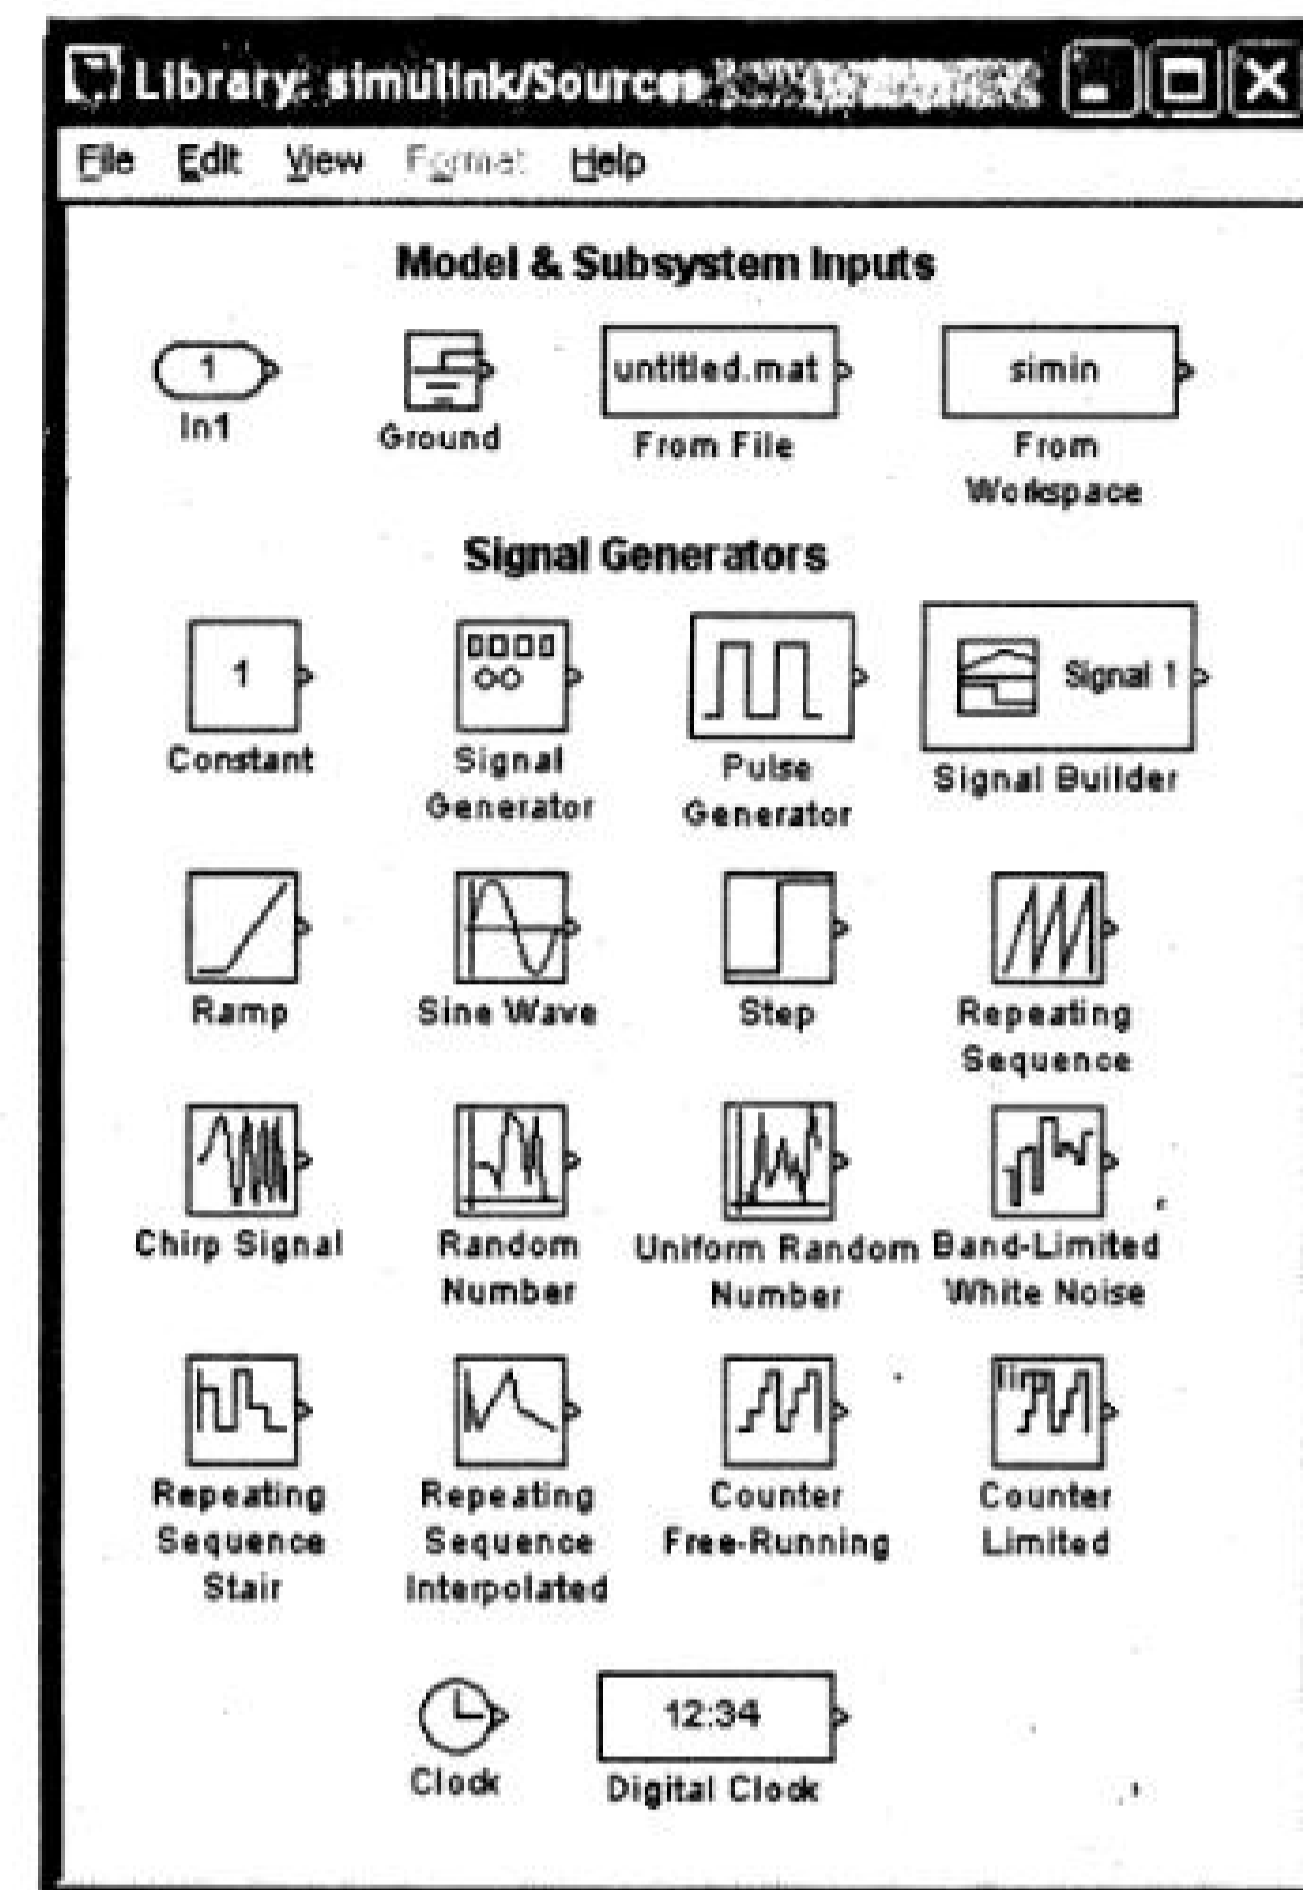 Library: simulink/Sources
File Edit View Format Help
Model & Subsystem Inputs
1 untitled.mat simin
In1 Ground From File From
Workspace
Signal Generators
1 Signal 1
Constant Signal Pulse Signal Builder
Generator Generator
Ramp Sine Wave Step Repeating
Sequence
Chirp Signal Random Uniform Random Band-Limited
Number Number White Noise
lim
Repeating Repeating Counter Counter
Sequence Sequence Free-Running Limited
Stair Interpolated
12:34
Clock Digital Clock